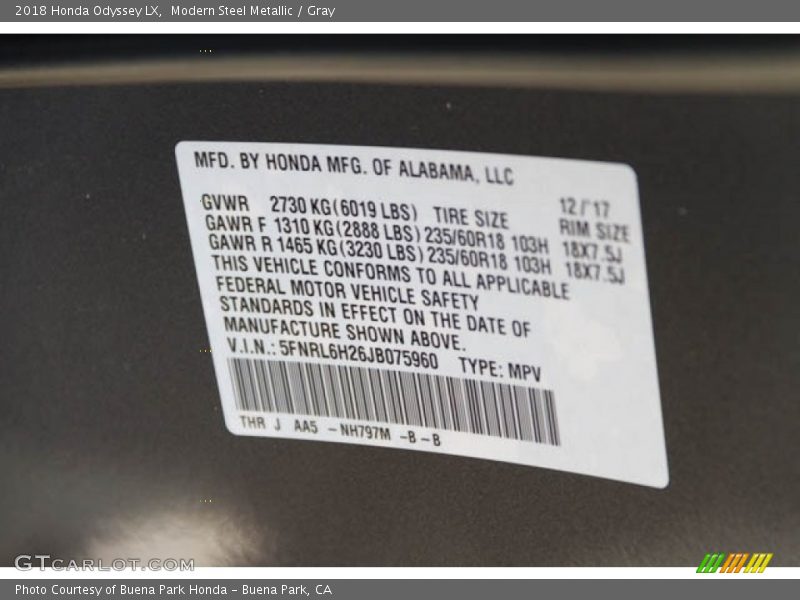 2018 Honda Odyssey LX, Modern Steel Metallic / Gray
MFD. BY HONDA MFG. OF ALABAMA, LLC
12/'17
GVWR 2730 KG(6019 LBS) TIRE SIZE RIM SIZE
GAWR F 1310 KG(2888 LBS) 235/60R18 103H 18X7.5J
GAWR R 1465 KG(3230 LBS) 235/60R18 103H 18X7.5J
THIS VEHICLE CONFORMS TO ALL APPLICABLE
FEDERAL MOTOR VEHICLE SAFETY
STANDARDS IN EFFECT ON THE DATE OF
MANUFACTURE SHOWN ABOVE.
V.I.N.: 5FNRL6H26JB075960 TYPE: MPV
THR J AA5 -NH797M -B-B
GTCARLOT.COM
Photo Courtesy of Buena Park Honda - Buena Park, CA